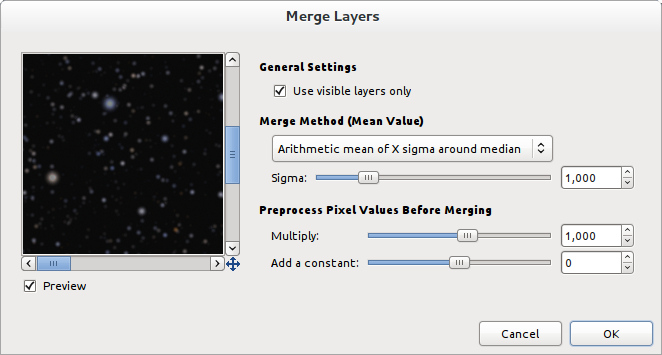 Merge Layers
General Settings
Use visible layers only
Merge Method (Mean Value)
Arithmetic mean of X sigma around median
Sigma: 1,000
Preprocess Pixel Values Before Merging
Multiply: 1,000
Add a constant: 0
Preview
Cancel OK